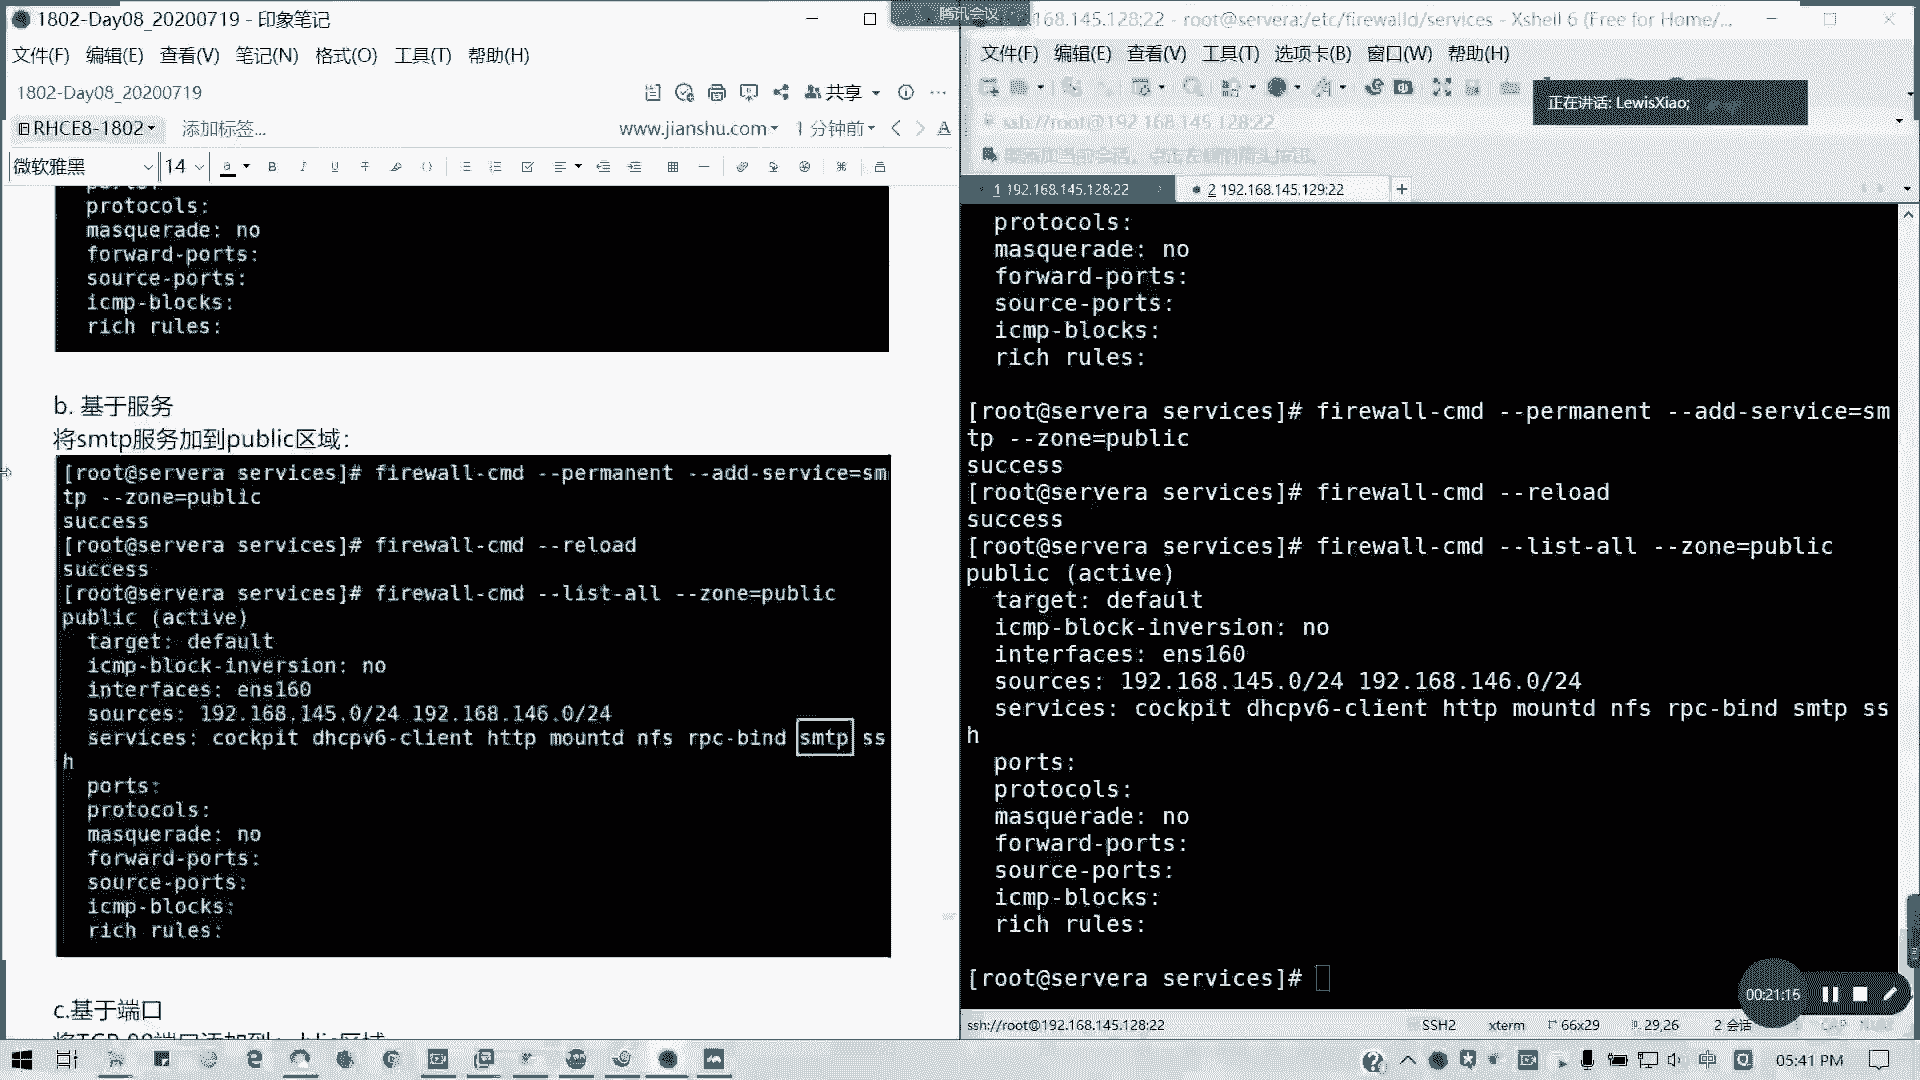 1802-Day08_20200719 - 印象笔记
文件(F) 编辑(E) 查看(V) 笔记(N) 格式(O) 工具(T) 帮助(H)
1802-Day08_20200719
共享
RHCE8-1802
添加标签...
www.jianshu.com
1 分钟前
微软雅黑
14
protocols:
masquerade: no
forward-ports:
source-ports:
icmp-blocks:
rich rules:
b. 基于服务
将smtp服务加到public区域：
[root@servera services]# firewall-cmd --permanent --add-service=sm
tp --zone=public
success
[root@servera services]# firewall-cmd --reload
success
[root@servera services]# firewall-cmd --list-all --zone=public
public (active)
target: default
icmp-block-inversion: no
interfaces: ens160
sources: 192.168.145.0/24 192.168.146.0/24
services: cockpit dhcpv6-client http mountd nfs rpc-bind smtp ss
h
ports:
protocols:
masquerade: no
forward-ports:
source-ports:
icmp-blocks:
rich rules:
c.基于端口
腾讯会议
168.145.128:22 - root@servera:/etc/firewalld/services - Xshell 6 (Free for Home/...
文件(F) 编辑(E) 查看(V) 工具(T) 选项卡(B) 窗口(W) 帮助(H)
正在讲话: LewisXiao;
ssh://root@192.168.145.128:22
1 192.168.145.128:22
2 192.168.145.129:22
protocols:
masquerade: no
forward-ports:
source-ports:
icmp-blocks:
rich rules:
[root@servera services]# firewall-cmd --permanent --add-service=sm
tp --zone=public
success
[root@servera services]# firewall-cmd --reload
success
[root@servera services]# firewall-cmd --list-all --zone=public
public (active)
target: default
icmp-block-inversion: no
interfaces: ens160
sources: 192.168.145.0/24 192.168.146.0/24
services: cockpit dhcpv6-client http mountd nfs rpc-bind smtp ss
h
ports:
protocols:
masquerade: no
forward-ports:
source-ports:
icmp-blocks:
rich rules:
[root@servera services]#
00:21:15
ssh://root@192.168.145.128:22
SSH2
xterm
66x29
29,26
2 会话
中
05:41 PM